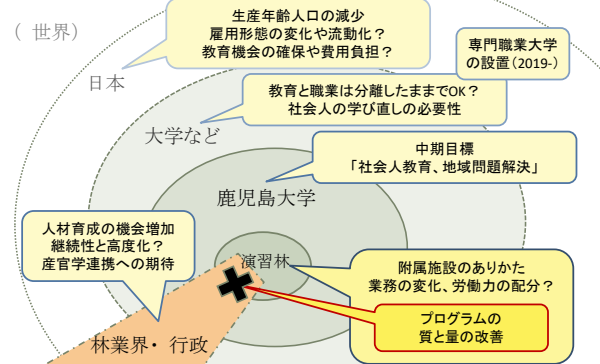 (世界)
生産年齢人口の減少
雇用形態の変化や流動化？
教育機会の確保や費用負担？
専門職業大学
の設置(2019-)
日本
教育と職業は分離したままでOK？
社会人の学び直しの必要性
大学など
中期目標
「社会人教育、地域問題解決」
鹿児島大学
人材育成の機会増加
継続性と高度化？
産官学連携への期待
演習林
附属施設のありかた
業務の変化、労働力の配分？
プログラムの
質と量の改善
林業界・行政